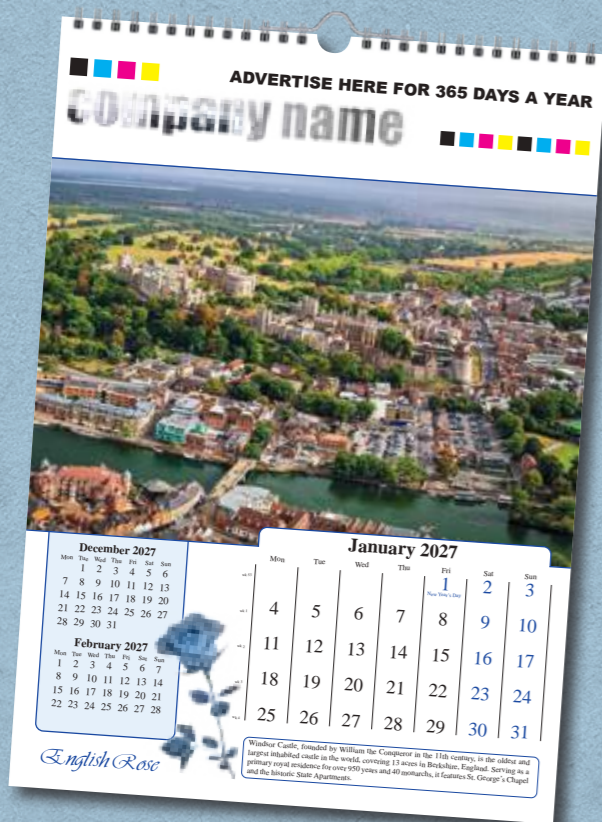 ADVERTISE HERE FOR 365 DAYS A YEAR
company name
December 2027
Mon Tue Wed Thu Fri Sat Sun
1 2 3 4 5 6
7 8 9 10 11 12 13
14 15 16 17 18 19 20
21 22 23 24 25 26 27
28 29 30 31
February 2027
Mon Tue Wed Thu Fri Sat Sun
1 2 3 4 5 6 7
8 9 10 11 12 13 14
15 16 17 18 19 20 21
22 23 24 25 26 27 28
English Rose
January 2027
Mon Tue Wed Thu Fri Sat Sun
1 2 3
New Year's Day
4 5 6 7 8 9 10
11 12 13 14 15 16 17
18 19 20 21 22 23 24
25 26 27 28 29 30 31
Windsor Castle, founded by William the Conqueror in the 11th century, is the oldest and
largest inhabited castle in the world, covering 13 acres in Berkshire, England. Serving as a
primary royal residence for over 950 years and 40 monarchs, it features St. George's Chapel
and the historic State Apartments.